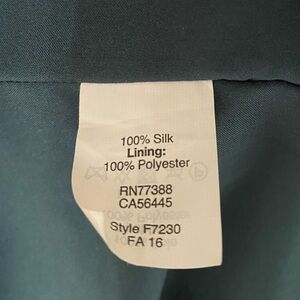 100% Silk
Lining:
100% Polyester
RN77388
CA56445
Style F7230
FA 16